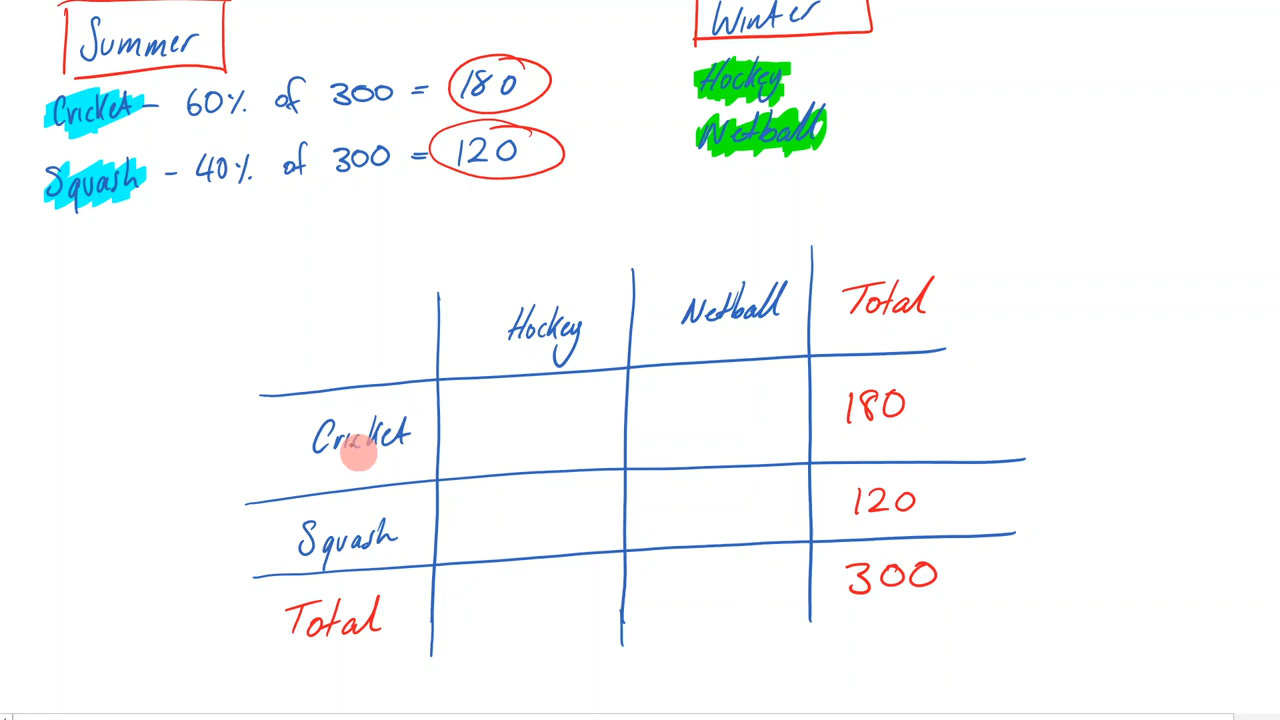 Summer
Cricket - 60% of 300 = 180
Squash - 40% of 300 = 120
Winter
Hockey
Netball
Hockey Netball Total
Cricket 180
Squash 120
Total 300